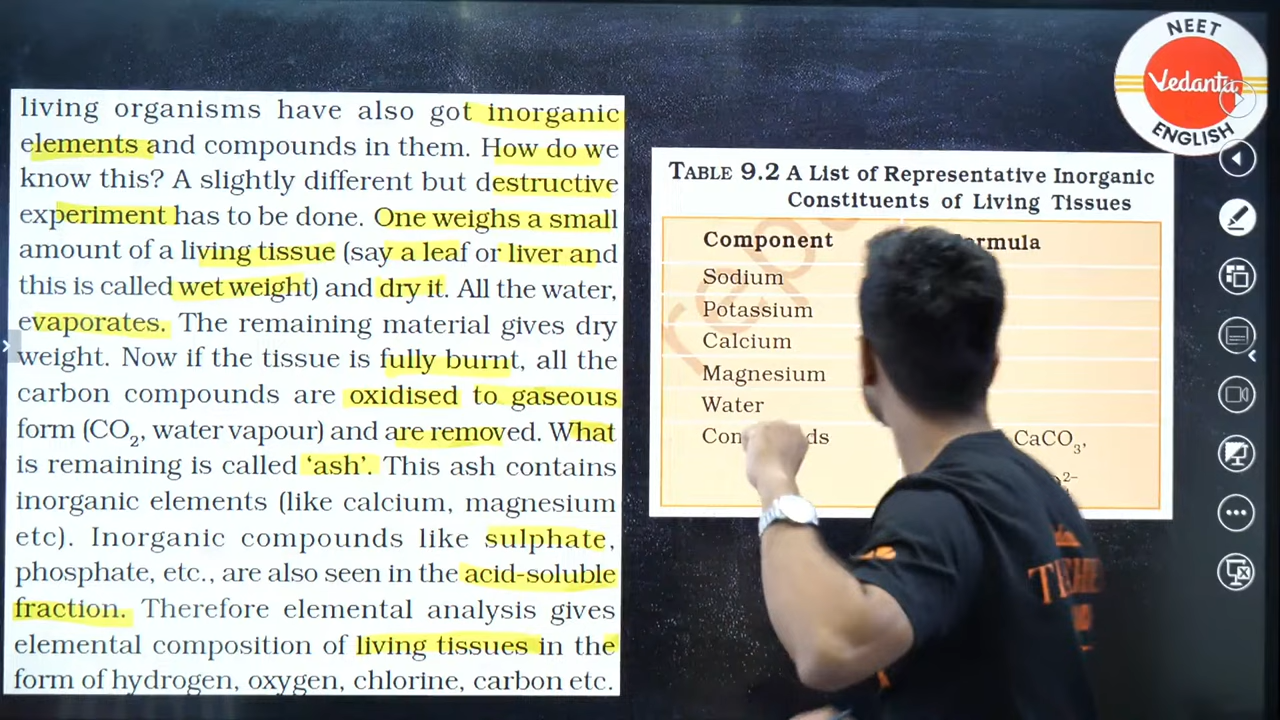 living organisms have also got inorganic
elements and compounds in them. How do we
know this? A slightly different but destructive
experiment has to be done. One weighs a small
amount of a living tissue (say a leaf or liver and
this is called wet weight) and dry it. All the water,
evaporates. The remaining material gives dry
weight. Now if the tissue is fully burnt, all the
carbon compounds are oxidised to gaseous
form (CO₂, water vapour) and are removed. What
is remaining is called ‘ash’. This ash contains
inorganic elements (like calcium, magnesium
etc). Inorganic compounds like sulphate,
phosphate, etc., are also seen in the acid-soluble
fraction. Therefore elemental analysis gives
elemental composition of living tissues in the
form of hydrogen, oxygen, chlorine, carbon etc.
NEET
Vedantu
ENGLISH
TABLE 9.2 A List of Representative Inorganic
Constituents of Living Tissues
Component
Sodium
Potassium
Calcium
Magnesium
Water
CaCO₃,
2–